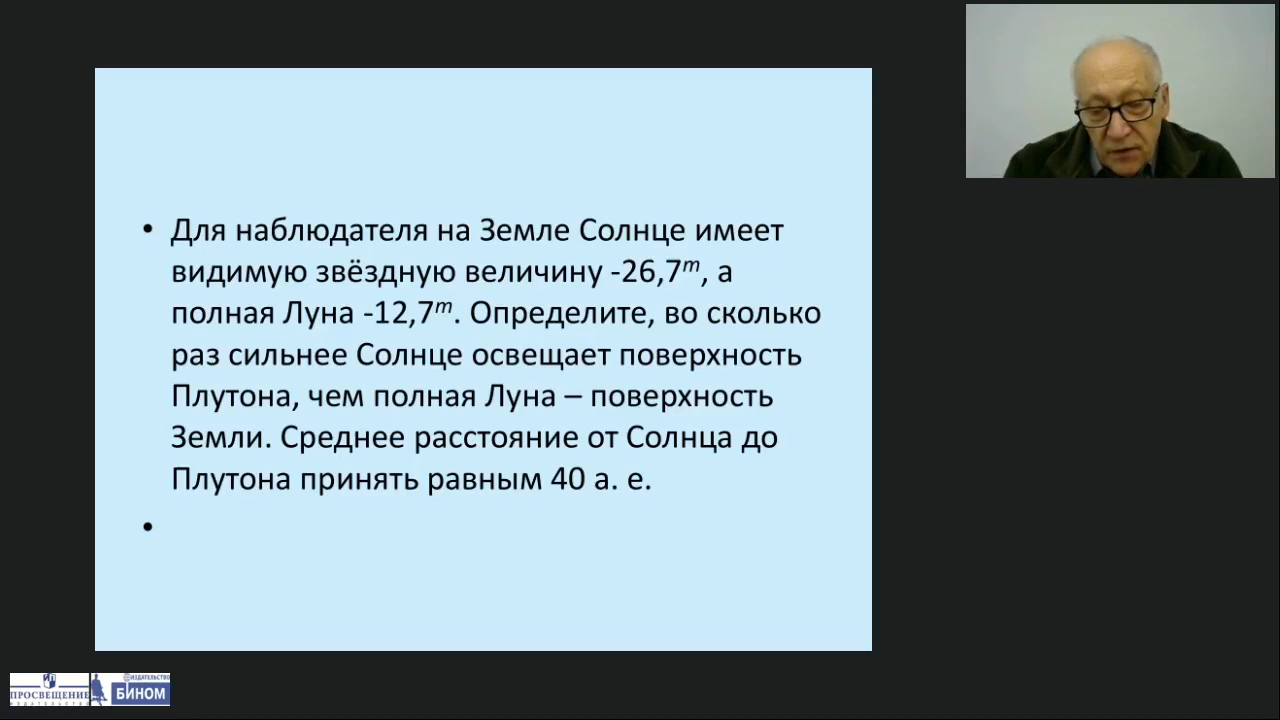 • Для наблюдателя на Земле Солнце имеет
видимую звёздную величину -26,7ᵐ, а
полная Луна -12,7ᵐ. Определите, во сколько
раз сильнее Солнце освещает поверхность
Плутона, чем полная Луна – поверхность
Земли. Среднее расстояние от Солнца до
Плутона принять равным 40 а. е.
•
ПРОСВЕЩЕНИЕ
ИЗДАТЕЛЬСТВО
ИЗДАТЕЛЬСТВО
БИНОМ